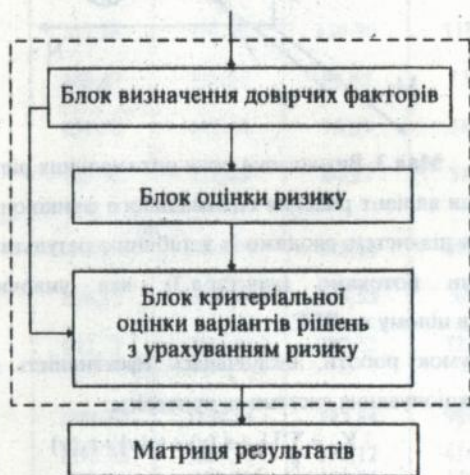 Блок визначення довірчих факторів
Блок оцінки ризику
Блок критеріальної
оцінки варіантів рішень
з урахуванням ризику
Матриця результатів